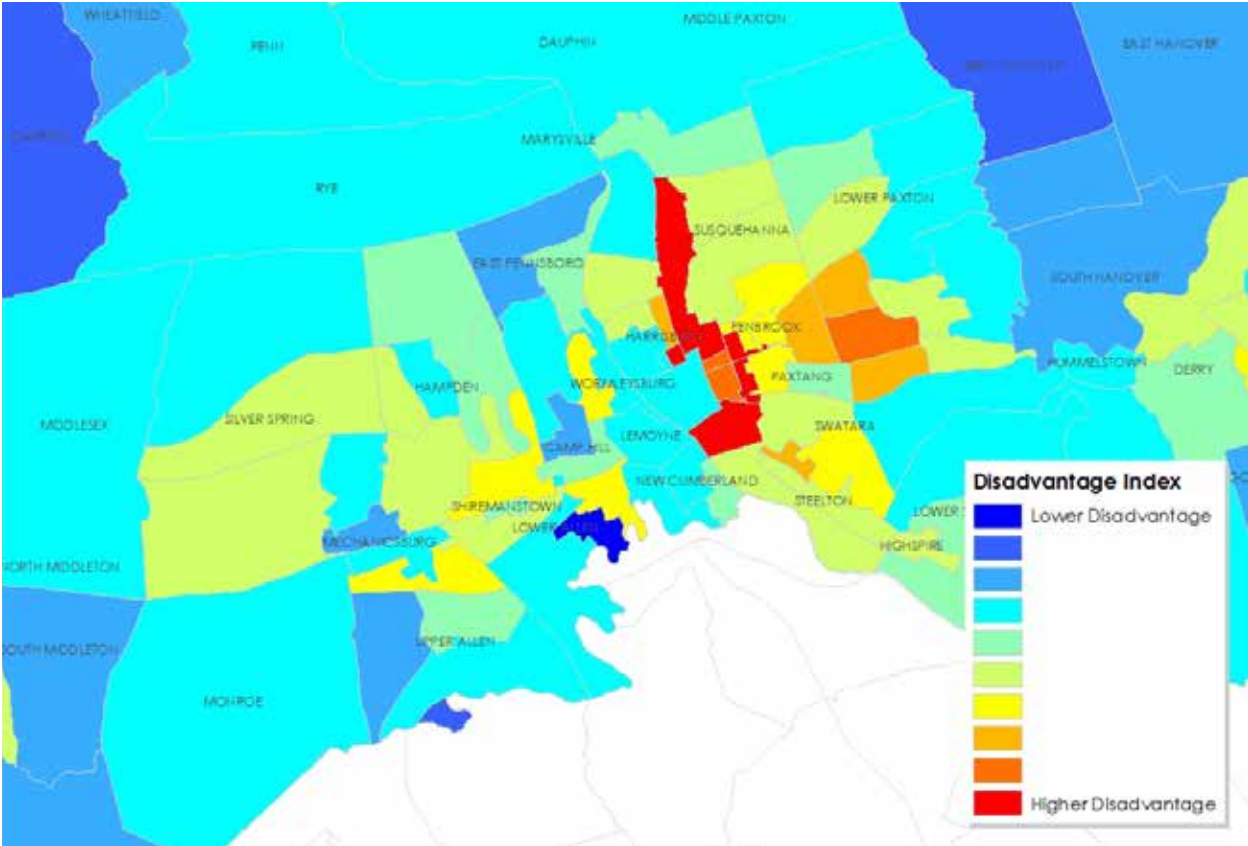 WHEATFIELD
MIDDLE PAXTON
PENN
DAUPHIN
EAST HANOVER
MARYSVILLE
RYE
LOWER PAXTON
SUSQUEHANNA
EAST PENNSBORO
SOUTH HANOVER
PENBROOK
HUMMELSTOWN
DERRY
PAXTANG
WORMLEYSBURG
HAMPDEN
SILVER SPRING
MIDDLESEX
SWATARA
LEMOYNE
CAMP HILL
NEW CUMBERLAND
STEELTON
SHIREMANSTOWN
LOWER ALLEN
LOWER S
MECHANICSBURG
HIGHSPIRE
NORTH MIDDLETON
UPPER ALLEN
SOUTH MIDDLETON
MONROE
Disadvantage Index
Lower Disadvantage
Higher Disadvantage